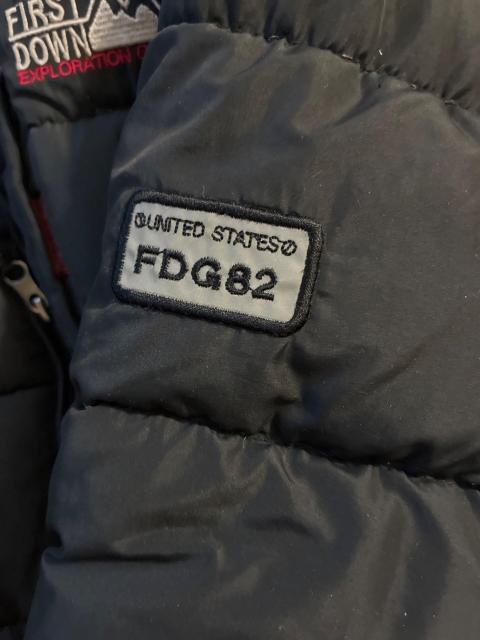 FIRST
DOWN
EXPLORATION
UNITED STATES
FDG82